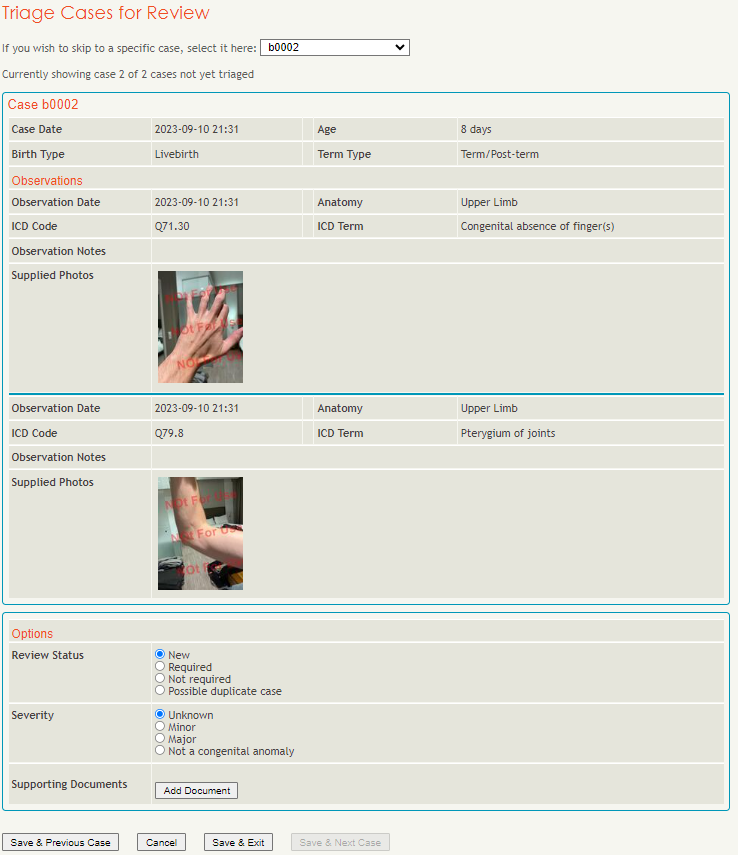 Triage Cases for Review
If you wish to skip to a specific case, select it here: b0002
Currently showing case 2 of 2 cases not yet triaged
Case b0002
Case Date 2023-09-10 21:31 Age 8 days
Birth Type Livebirth Term Type Term/Post-term
Observations
Observation Date 2023-09-10 21:31 Anatomy Upper Limb
ICD Code Q71.30 ICD Term Congenital absence of finger(s)
Observation Notes
Supplied Photos
NOt For Use
NOt For Use
NOt For Use
Observation Date 2023-09-10 21:31 Anatomy Upper Limb
ICD Code Q79.8 ICD Term Pterygium of joints
Observation Notes
Supplied Photos
NOt For Use
Not For Use
NOt For Use
Options
Review Status New
Required
Not required
Possible duplicate case
Severity Unknown
Minor
Major
Not a congenital anomaly
Supporting Documents Add Document
Save & Previous Case Cancel Save & Exit Save & Next Case